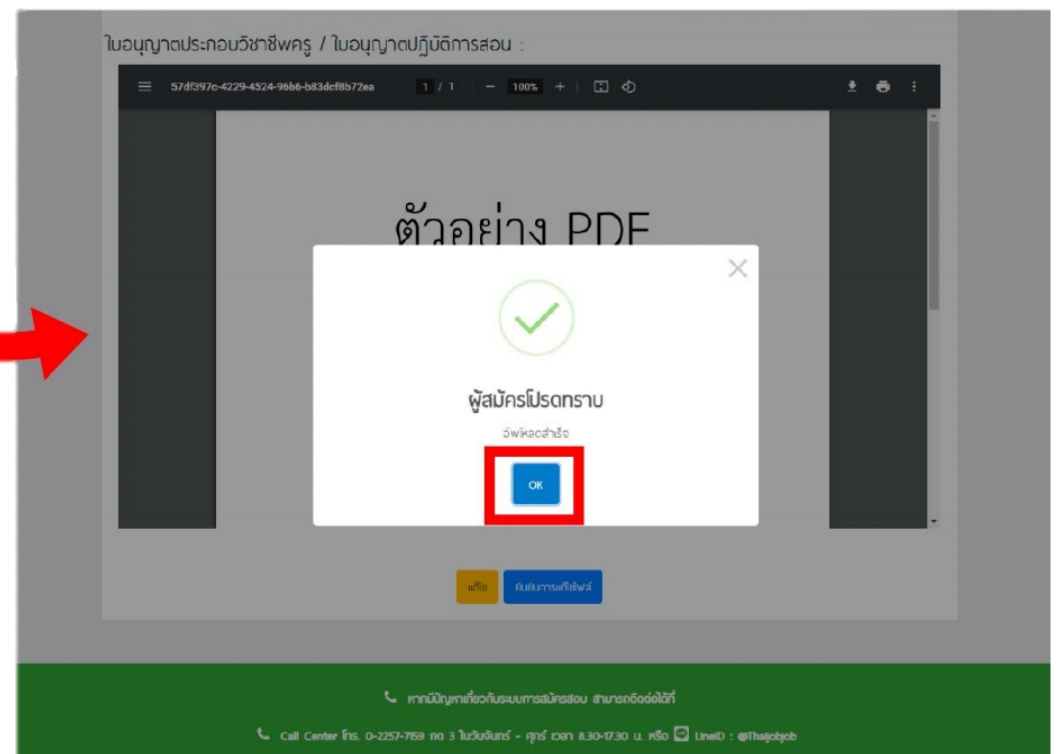 ใบอนุญาตประกอบวิชาชีพครู / ใบอนุญาตปฏิบัติการสอน :
57df397c-4229-4524-96b6-b83dcf8b72ea 1 / 1 − 100% +
ตัวอย่าง PDF
ผู้สมัครโปรดทราบ
อัพโหลดสำเร็จ
OK
แก้ไข ยืนยันการแก้ไขไฟล์
หากมีปัญหาเกี่ยวกับระบบการสมัครสอบ สามารถติดต่อได้ที่
Call Center โทร. 0-2257-7159 กด 3 ในวันจันทร์ - ศุกร์ เวลา 8.30-17.30 น. หรือ LineID : @Thaijobjob